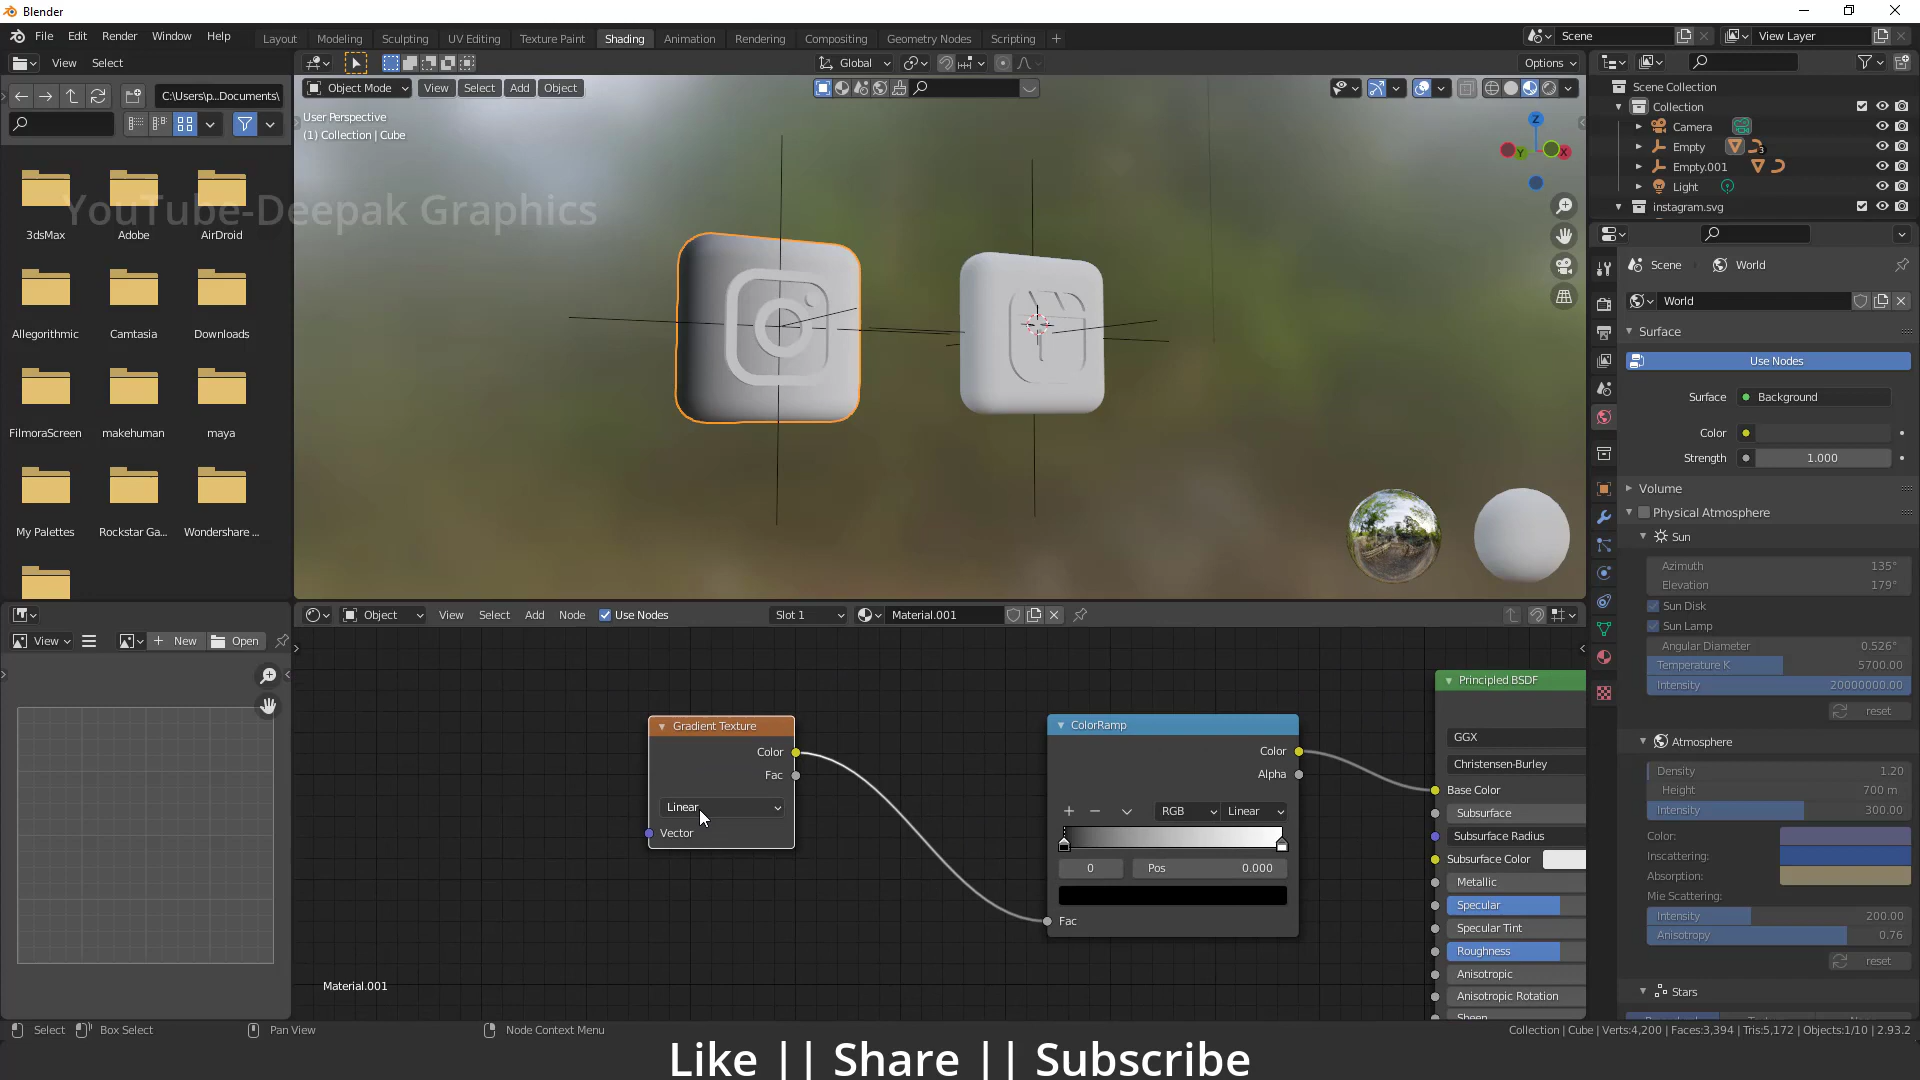 Blender
File Edit Render Window Help
Layout Modeling Sculpting UV Editing Texture Paint Shading Animation Rendering Compositing Geometry Nodes Scripting +
Scene
View Layer
View Select
Global
Options
C:\Users\p...Documents\
Object Mode View Select Add Object
User Perspective
(1) Collection | Cube
YouTube-Deepak Graphics
3dsMax Adobe AirDroid
Allegorithmic Camtasia Downloads
FilmoraScreen makehuman maya
My Palettes Rockstar Ga... Wondershare ...
Z
Y
X
Scene Collection
Collection
Camera
Empty
3
Empty.001
Light
instagram.svg
Scene World
World
Surface
Use Nodes
Surface Background
Color
Strength 1.000
Volume
Physical Atmosphere
Sun
Azimuth 135°
Elevation 179°
Sun Disk
Sun Lamp
Angular Diameter 0.526°
Temperature K 5700.00
Intensity 20000000.00
reset
Atmosphere
Density 1.20
Height 700 m
Intensity 300.00
Color:
Inscattering:
Absorption:
Mie Scattering:
Intensity 200.00
Anisotropy 0.76
reset
Stars
View New Open
Object View Select Add Node Use Nodes Slot 1 Material.001
Gradient Texture
Color
Fac
Linear
Vector
ColorRamp
Color
Alpha
RGB Linear
0 Pos 0.000
Fac
Principled BSDF
GGX
Christensen-Burley
Base Color
Subsurface
Subsurface Radius
Subsurface Color
Metallic
Specular
Specular Tint
Roughness
Anisotropic
Anisotropic Rotation
Sheen
Material.001
Select Box Select Pan View Node Context Menu
Collection | Cube | Verts:4,200 | Faces:3,394 | Tris:5,172 | Objects:1/10 | 2.93.2
Like || Share || Subscribe